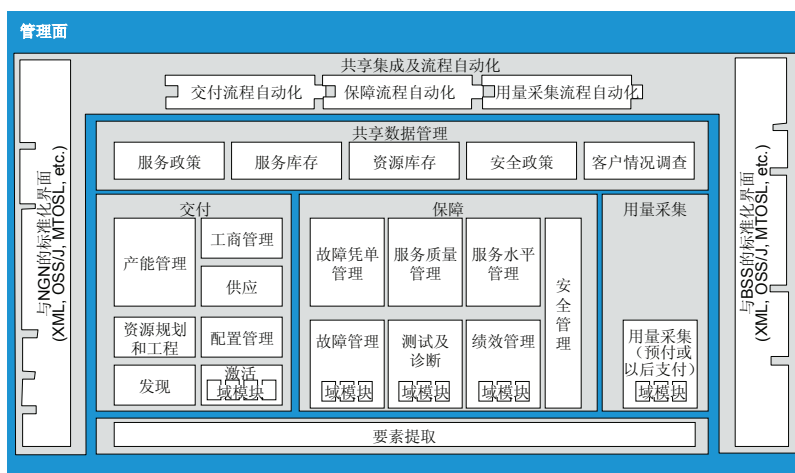 管理面
共享集成及流程自动化
交付流程自动化
保障流程自动化
用量采集流程自动化
与NGN的标准化界面
(XML, OSS/J, MTOSL, etc.)
共享数据管理
服务政策
服务库存
资源库存
安全政策
客户情况调查
交付
产能管理
工商管理
供应
资源规划
和工程
配置管理
发现
激活
域模块
保障
故障凭单
管理
服务质量
管理
服务水平
管理
安全管理
故障管理
域模块
测试及
诊断
域模块
绩效管理
域模块
用量采集
用量采集
（预付或
以后支付）
域模块
要素提取
与BSS的标准化界面
(XML, OSS/J, MTOSL, etc.)